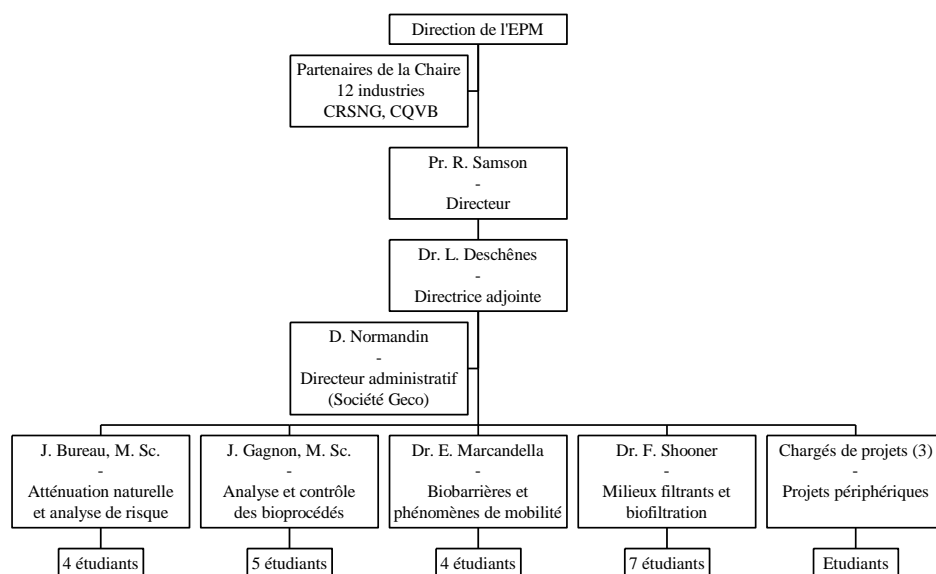 Direction de l'EPM
Partenaires de la Chaire
12 industries
CRSNG, CQVB
Pr. R. Samson
-
Directeur
Dr. L. Deschênes
-
Directrice adjointe
D. Normandin
-
Directeur administratif
(Société Geco)
J. Bureau, M. Sc.
-
Atténuation naturelle
et analyse de risque
J. Gagnon, M. Sc.
-
Analyse et contrôle
des bioprocédés
Dr. E. Marcandella
-
Biobarrières et
phénomènes de mobilité
Dr. F. Shooner
-
Milieux filtrants et
biofiltration
Chargés de projets (3)
-
Projets périphériques
4 étudiants
5 étudiants
4 étudiants
7 étudiants
Etudiants